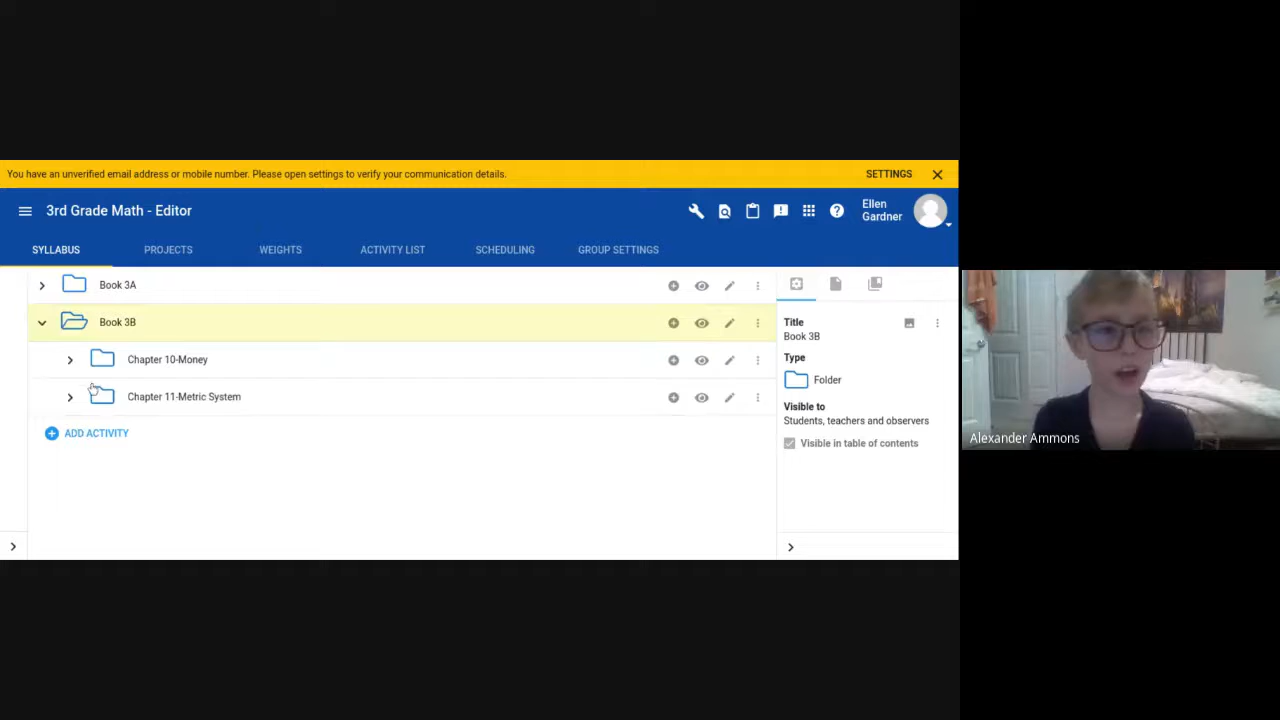 You have an unverified email address or mobile number. Please open settings to verify your communication details.
SETTINGS
3rd Grade Math - Editor
Ellen
Gardner
SYLLABUS
PROJECTS
WEIGHTS
ACTIVITY LIST
SCHEDULING
GROUP SETTINGS
Book 3A
Book 3B
Chapter 10-Money
Chapter 11-Metric System
ADD ACTIVITY
Title
Book 3B
Type
Folder
Visible to
Students, teachers and observers
Visible in table of contents
Alexander Ammons